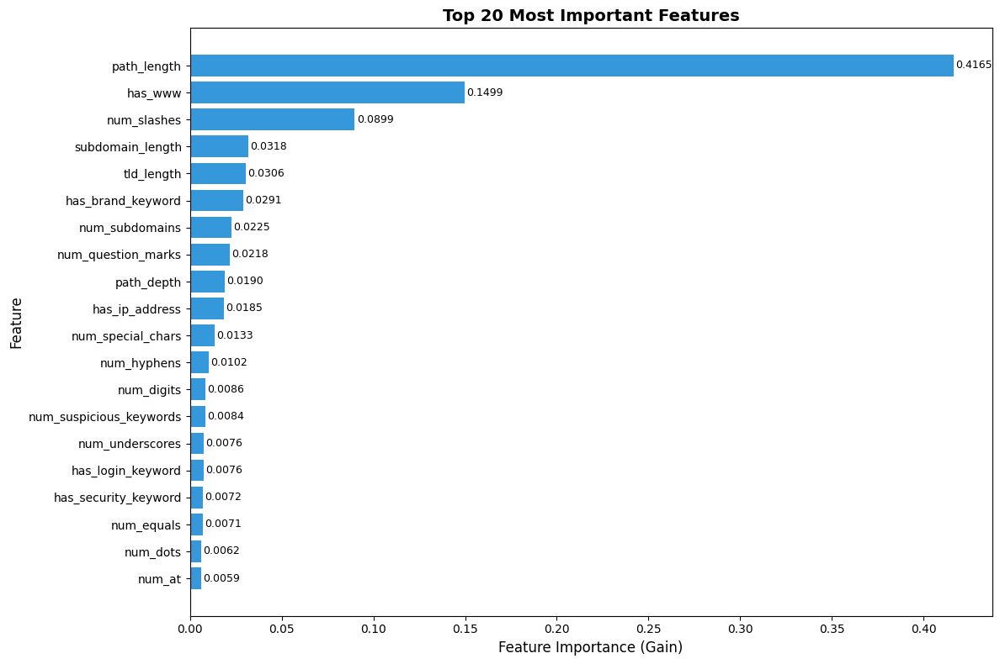 Top 20 Most Important Features
Feature
path_length 0.4165
has_www 0.1499
num_slashes 0.0899
subdomain_length 0.0318
tld_length 0.0306
has_brand_keyword 0.0291
num_subdomains 0.0225
num_question_marks 0.0218
path_depth 0.0190
has_ip_address 0.0185
num_special_chars 0.0133
num_hyphens 0.0102
num_digits 0.0086
num_suspicious_keywords 0.0084
num_underscores 0.0076
has_login_keyword 0.0076
has_security_keyword 0.0072
num_equals 0.0071
num_dots 0.0062
num_at 0.0059
0.00 0.05 0.10 0.15 0.20 0.25 0.30 0.35 0.40
Feature Importance (Gain)